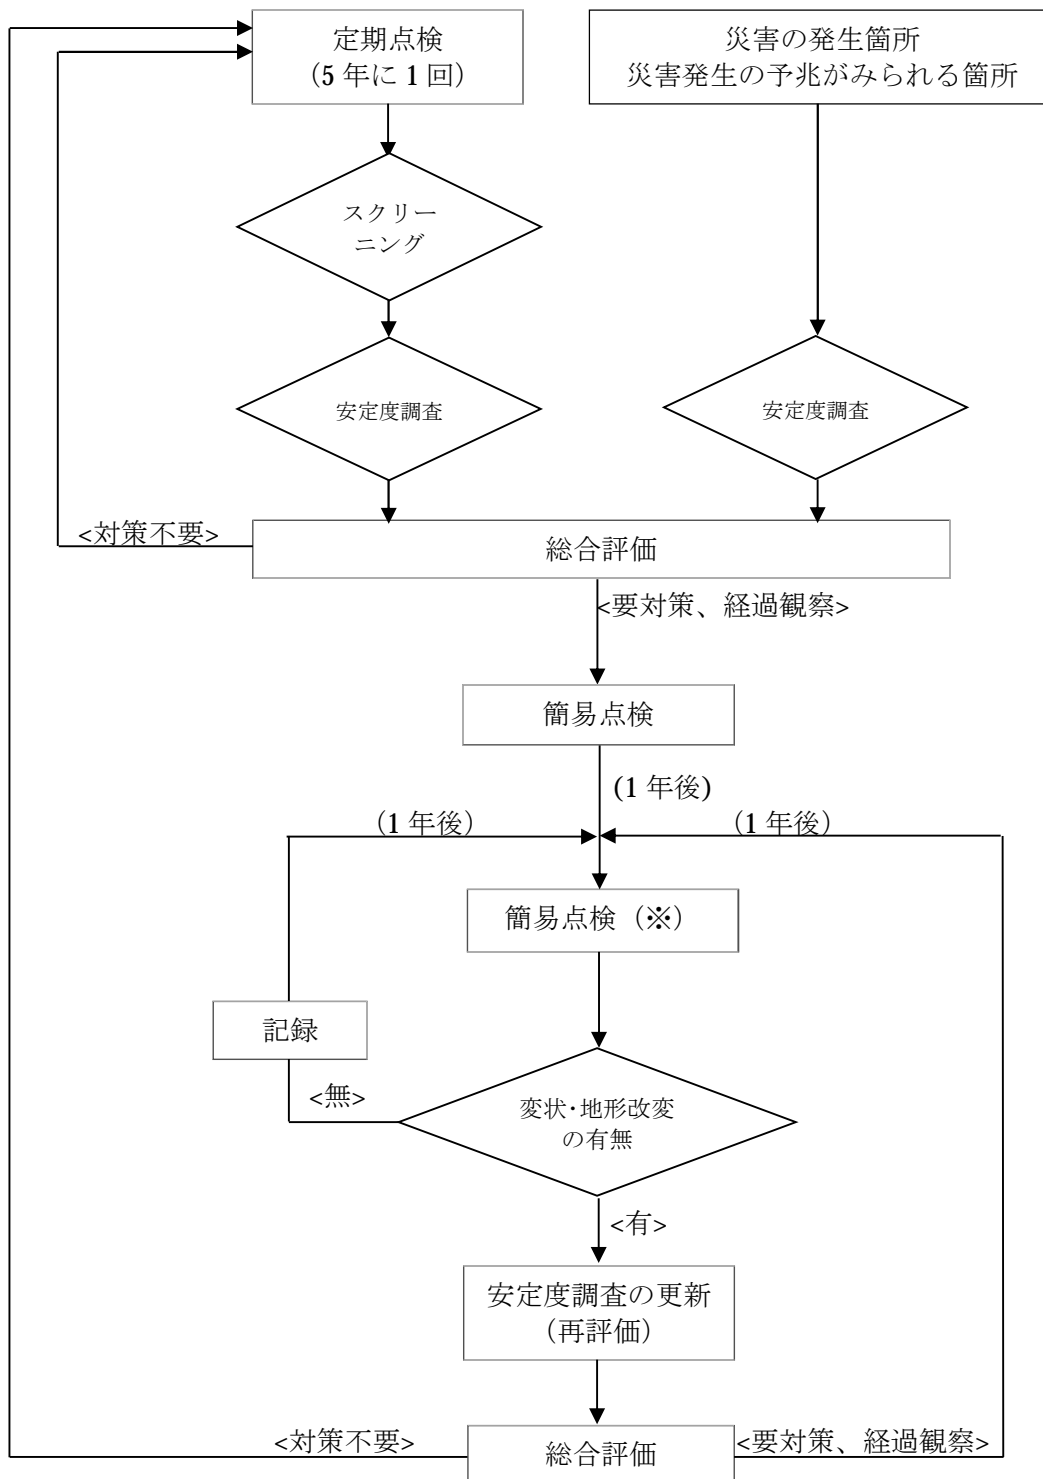 定期点検
（5 年に 1 回）
災害の発生箇所
災害発生の予兆がみられる箇所
スクリー
ニング
安定度調査
安定度調査
<対策不要>
総合評価
<要対策、経過観察>
簡易点検
(1 年後)
（1 年後）
（1 年後）
簡易点検（※）
記録
<無>
変状･地形改変
の有無
<有>
安定度調査の更新
（再評価）
<対策不要>
総合評価
<要対策、経過観察>